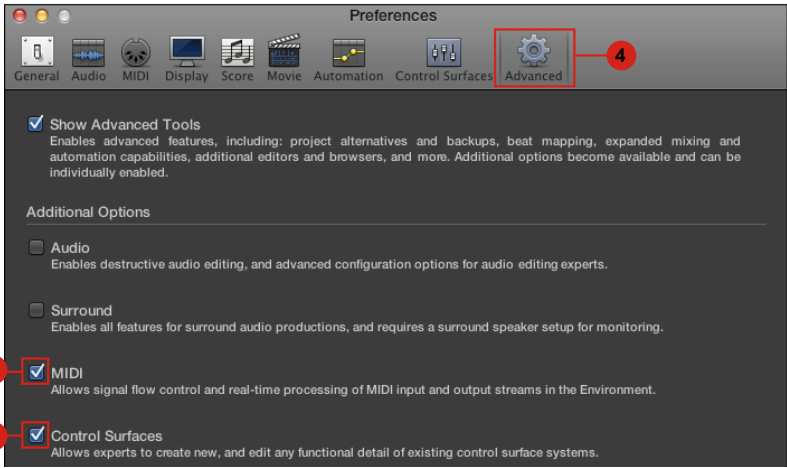 Preferences
General Audio MIDI Display Score Movie Automation Control Surfaces Advanced
4
Show Advanced Tools
Enables advanced features, including: project alternatives and backups, beat mapping, expanded mixing and
automation capabilities, additional editors and browsers, and more. Additional options become available and can be
individually enabled.
Additional Options
Audio
Enables destructive audio editing, and advanced configuration options for audio editing experts.
Surround
Enables all features for surround audio productions, and requires a surround speaker setup for monitoring.
MIDI
Allows signal flow control and real-time processing of MIDI input and output streams in the Environment.
Control Surfaces
Allows experts to create new, and edit any functional detail of existing control surface systems.